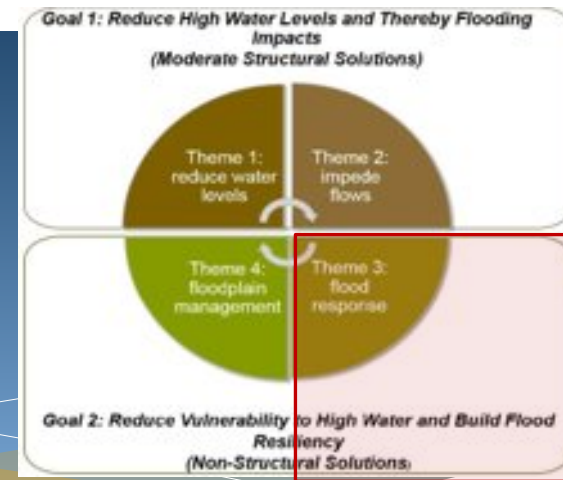 Goal 1: Reduce High Water Levels and Thereby Flooding
Impacts
(Moderate Structural Solutions)
Theme 1:
reduce water
levels
Theme 2:
impede
flows
Theme 4:
floodplain
management
Theme 3:
flood
response
Goal 2: Reduce Vulnerability to High Water and Build Flood
Resiliency
(Non-Structural Solutions)